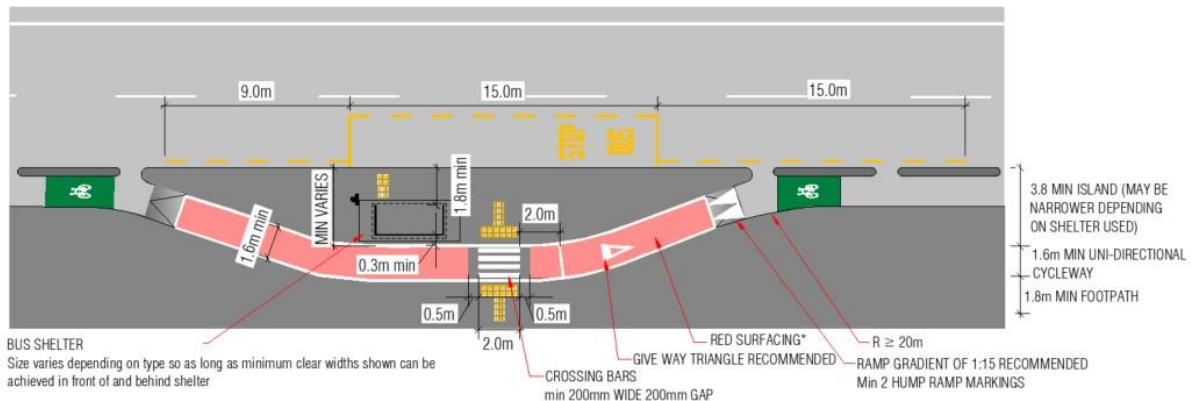 9.0m
15.0m
15.0m
STOP
BUS
MIN VARIES
1.8m min
2.0m
1.6m min
0.3m min
0.5m
0.5m
2.0m
3.8 MIN ISLAND (MAY BE
NARROWER DEPENDING
ON SHELTER USED)
1.6m MIN UNI-DIRECTIONAL
CYCLEWAY
1.8m MIN FOOTPATH
BUS SHELTER
Size varies depending on type so as long as minimum clear widths shown can be
achieved in front of and behind shelter
CROSSING BARS
min 200mm WIDE 200mm GAP
RED SURFACING*
GIVE WAY TRIANGLE RECOMMENDED
R ≥ 20m
RAMP GRADIENT OF 1:15 RECOMMENDED
Min 2 HUMP RAMP MARKINGS